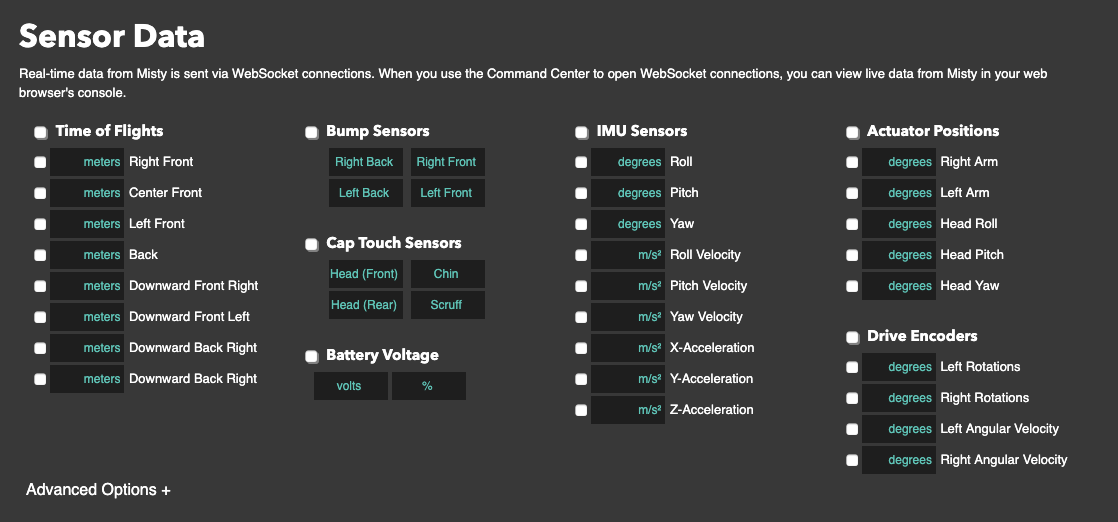 Sensor Data
Real-time data from Misty is sent via WebSocket connections. When you use the Command Center to open WebSocket connections, you can view live data from Misty in your web
browser's console.
Time of Flights
meters Right Front
meters Center Front
meters Left Front
meters Back
meters Downward Front Right
meters Downward Front Left
meters Downward Back Right
meters Downward Back Right
Bump Sensors
Right Back Right Front
Left Back Left Front
Cap Touch Sensors
Head (Front) Chin
Head (Rear) Scruff
Battery Voltage
volts %
IMU Sensors
degrees Roll
degrees Pitch
degrees Yaw
m/s² Roll Velocity
m/s² Pitch Velocity
m/s² Yaw Velocity
m/s² X-Acceleration
m/s² Y-Acceleration
m/s² Z-Acceleration
Actuator Positions
degrees Right Arm
degrees Left Arm
degrees Head Roll
degrees Head Pitch
degrees Head Yaw
Drive Encoders
degrees Left Rotations
degrees Right Rotations
degrees Left Angular Velocity
degrees Right Angular Velocity
Advanced Options +